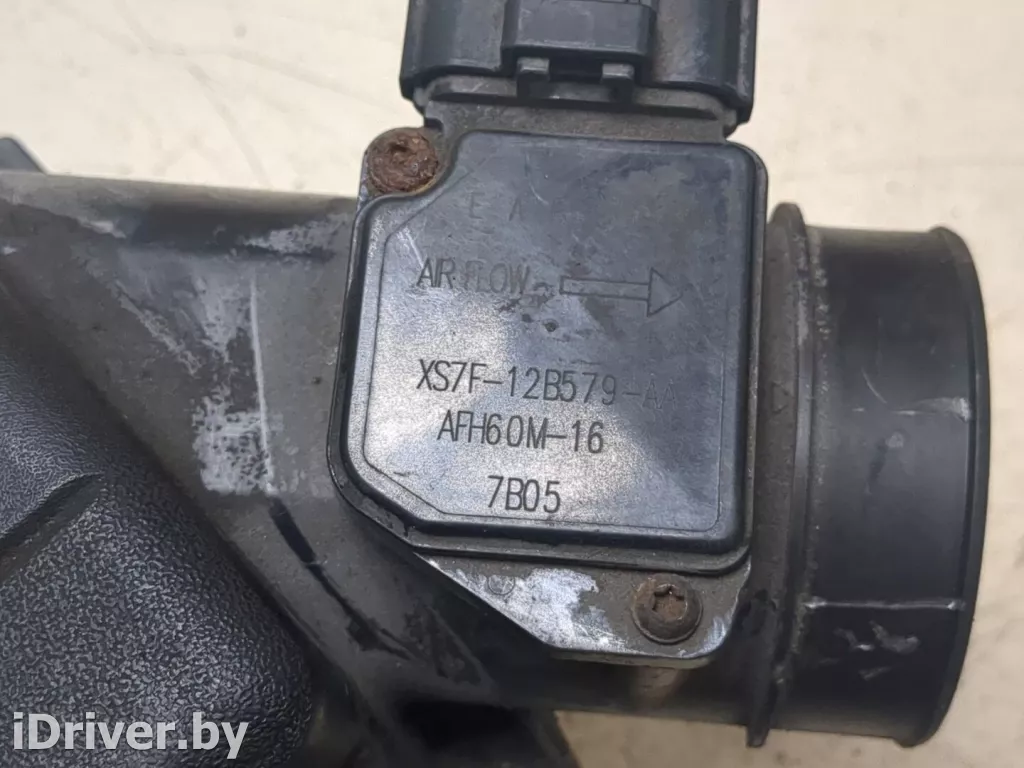 E A
AIR FLOW
XS7F-12B579-AA
AFH60M-16
7B05
iDriver.by